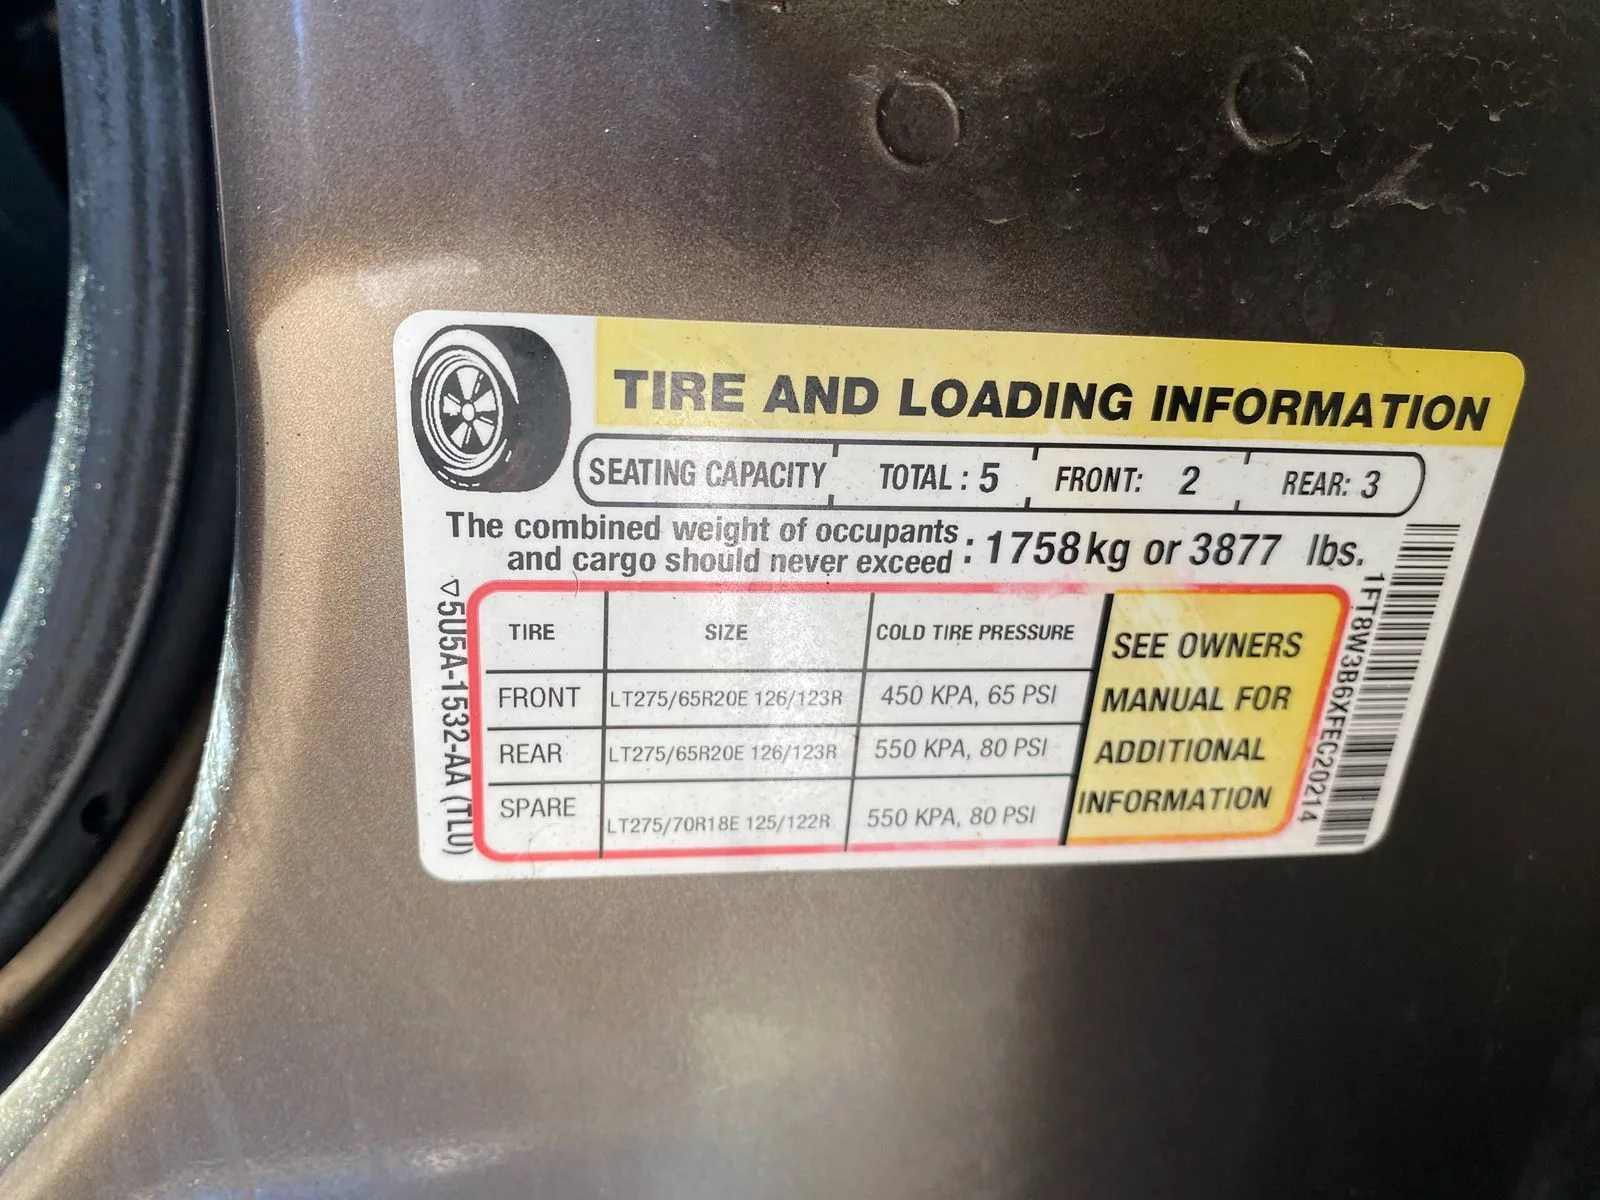 TIRE AND LOADING INFORMATION
SEATING CAPACITY TOTAL : 5 FRONT: 2 REAR: 3
The combined weight of occupants
and cargo should never exceed : 1758kg or 3877 lbs.
TIRE SIZE COLD TIRE PRESSURE
FRONT LT275/65R20E 126/123R 450 KPA, 65 PSI
REAR LT275/65R20E 126/123R 550 KPA, 80 PSI
SPARE LT275/70R18E 125/122R 550 KPA, 80 PSI
SEE OWNERS
MANUAL FOR
ADDITIONAL
INFORMATION
5U5A-1532-AA (TLU)
1FT8W3B6XFEC20214